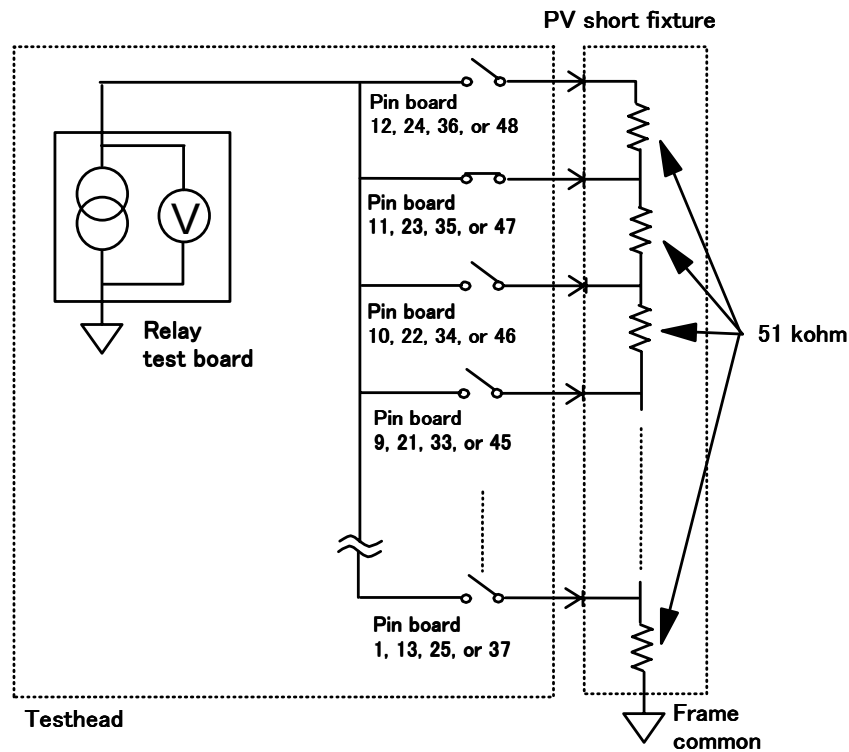 PV short fixture
Pin board
12, 24, 36, or 48
V
Pin board
11, 23, 35, or 47
Relay
test board
Pin board
10, 22, 34, or 46
51 kohm
Pin board
9, 21, 33, or 45
Pin board
1, 13, 25, or 37
Testhead
Frame
common